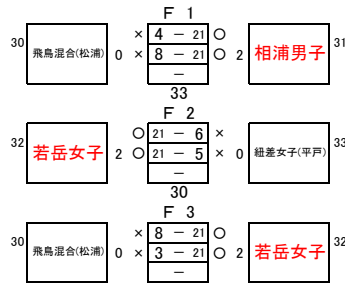 F 1
30 飛鳥混合(松浦) 0 × 4 － 21 ○ 2 相浦男子 31
× 8 － 21 ○
－
33
F 2
32 若岳女子 2 ○ 21 － 6 × 0 紐差女子(平戸) 33
○ 21 － 5 ×
－
30
F 3
30 飛鳥混合(松浦) 0 × 8 － 21 ○ 2 若岳女子 32
× 3 － 21 ○
－